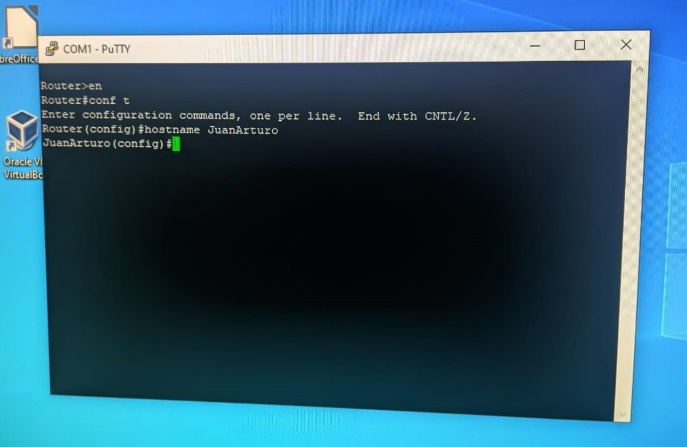 breOffice
COM1 - PuTTY
Router>en
Router#conf t
Enter configuration commands, one per line.  End with CNTL/Z.
Router(config)#hostname JuanArturo
JuanArturo(config)#
Oracle VI
VirtualBo